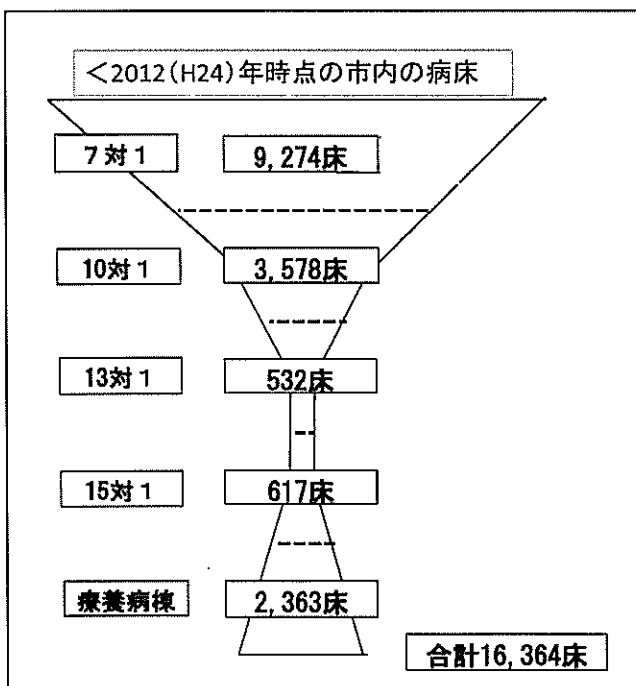 ＜2012(H24)年時点の市内の病床
7対1 9,274床
10対1 3,578床
13対1 532床
15対1 617床
療養病棟 2,363床
合計16,364床